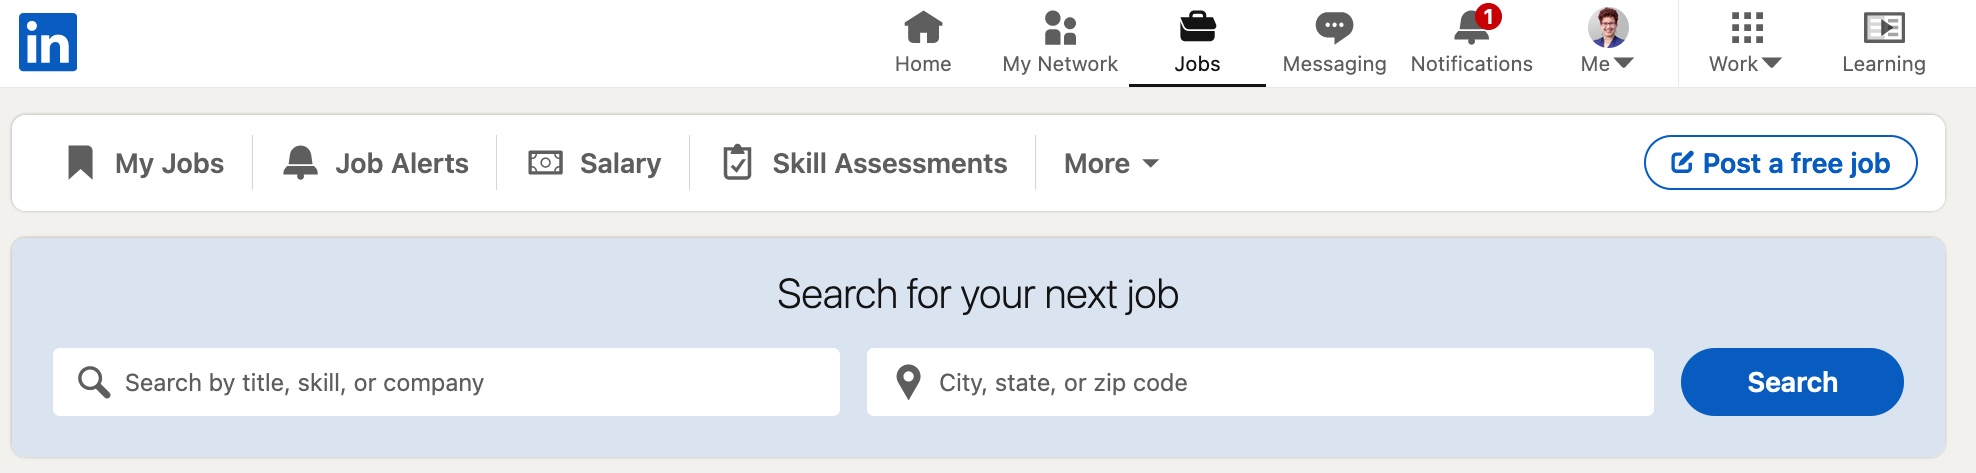 in
1
Home My Network Jobs Messaging Notifications Me Work Learning
My Jobs Job Alerts Salary Skill Assessments More Post a free job
Search for your next job
Search by title, skill, or company City, state, or zip code Search